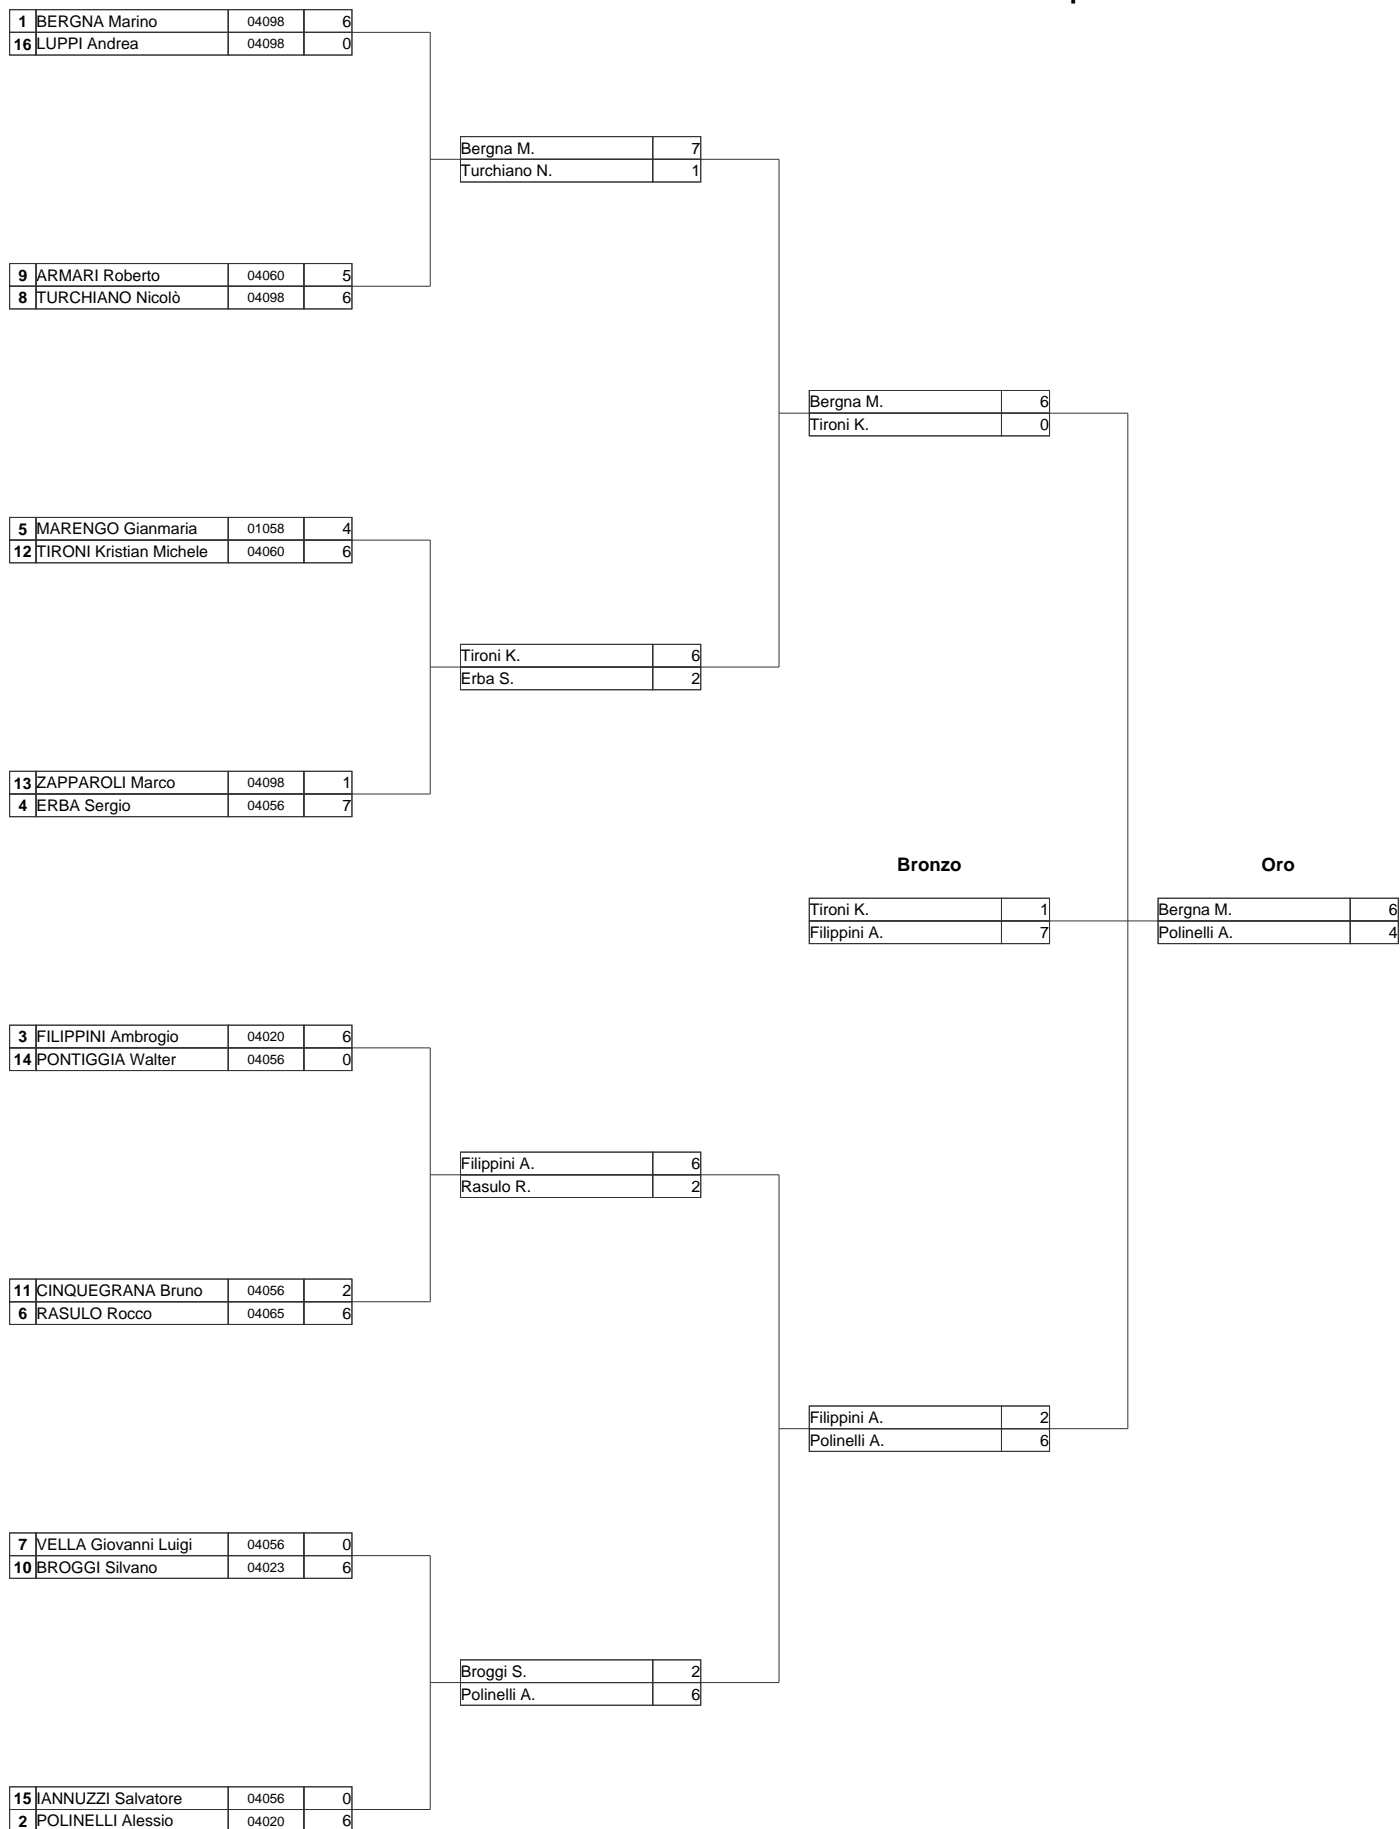 1 BERGNA Marino 04098 6
16 LUPPI Andrea 04098 0
Bergna M. 7
Turchiano N. 1
9 ARMARI Roberto 04060 5
8 TURCHIANO Nicolò 04098 6
Bergna M. 6
Tironi K. 0
5 MARENGO Gianmaria 01058 4
12 TIRONI Kristian Michele 04060 6
Tironi K. 6
Erba S. 2
13 ZAPPAROLI Marco 04098 1
4 ERBA Sergio 04056 7
Bronzo Oro
Tironi K. 1 Bergna M. 6
Filippini A. 7 Polinelli A. 4
3 FILIPPINI Ambrogio 04020 6
14 PONTIGGIA Walter 04056 0
Filippini A. 6
Rasulo R. 2
11 CINQUEGRANA Bruno 04056 2
6 RASULO Rocco 04065 6
Filippini A. 2
Polinelli A. 6
7 VELLA Giovanni Luigi 04056 0
10 BROGGI Silvano 04023 6
Broggi S. 2
Polinelli A. 6
15 IANNUZZI Salvatore 04056 0
2 POLINELLI Alessio 04020 6